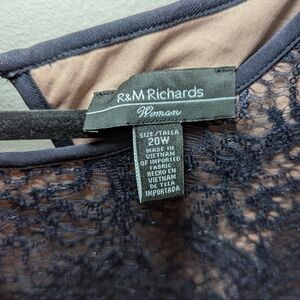 R&M Richards
Woman
SIZE/TALLA
20W
MADE IN
VIETNAM
OF IMPORTED
FABRIC
HECHO EN
VIETNAM
DE TELA
IMPORTADA